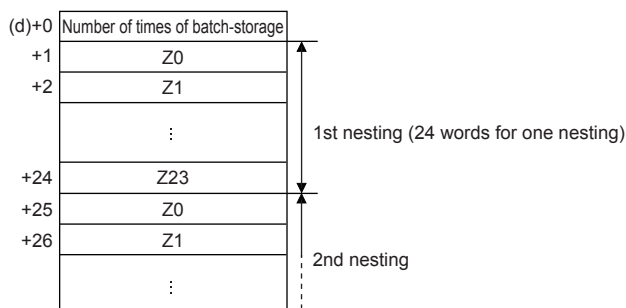 (d)+0 Number of times of batch-storage
+1 Z0
+2 Z1
⋮
1st nesting (24 words for one nesting)
+24 Z23
+25 Z0
+26 Z1
2nd nesting
⋮